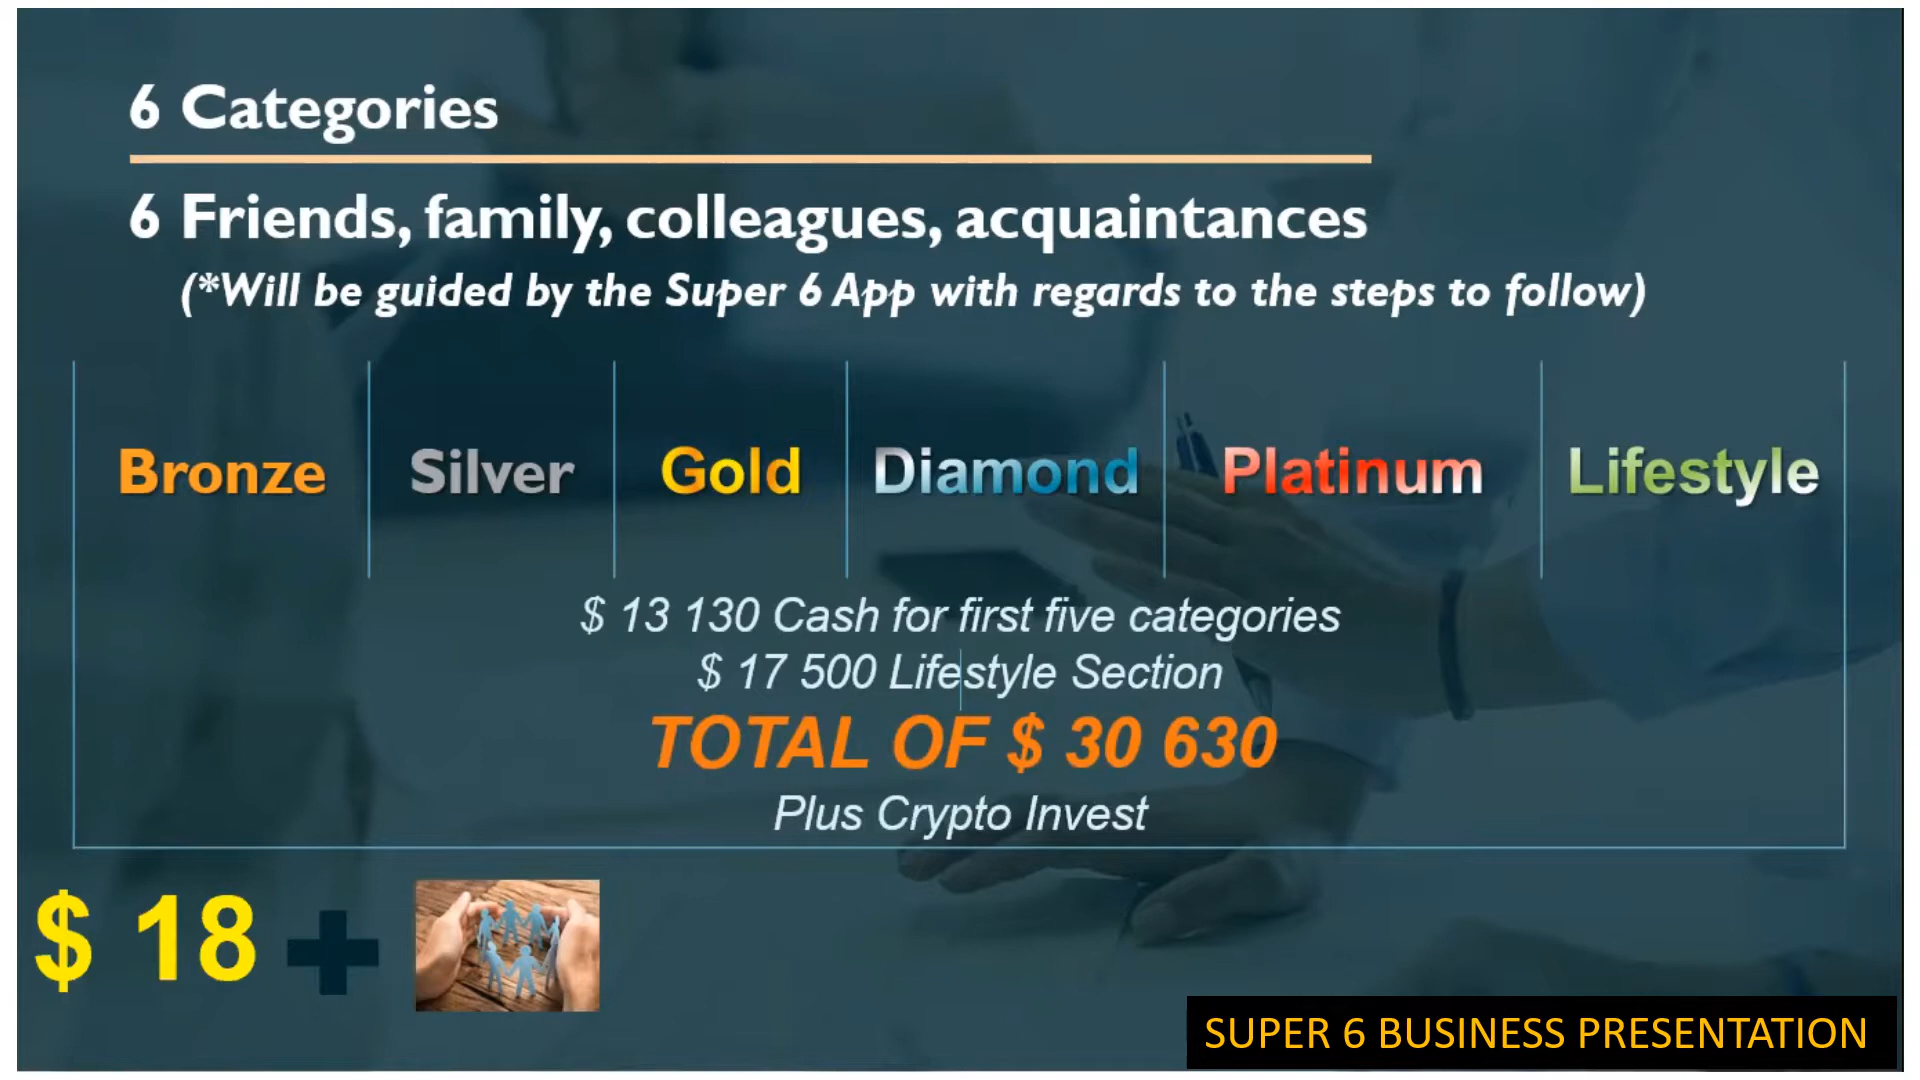 6 Categories
6 Friends, family, colleagues, acquaintances
(*Will be guided by the Super 6 App with regards to the steps to follow)
Bronze Silver Gold Diamond Platinum Lifestyle
$ 13 130 Cash for first five categories
$ 17 500 Lifestyle Section
TOTAL OF $ 30 630
Plus Crypto Invest
$ 18 +
SUPER 6 BUSINESS PRESENTATION